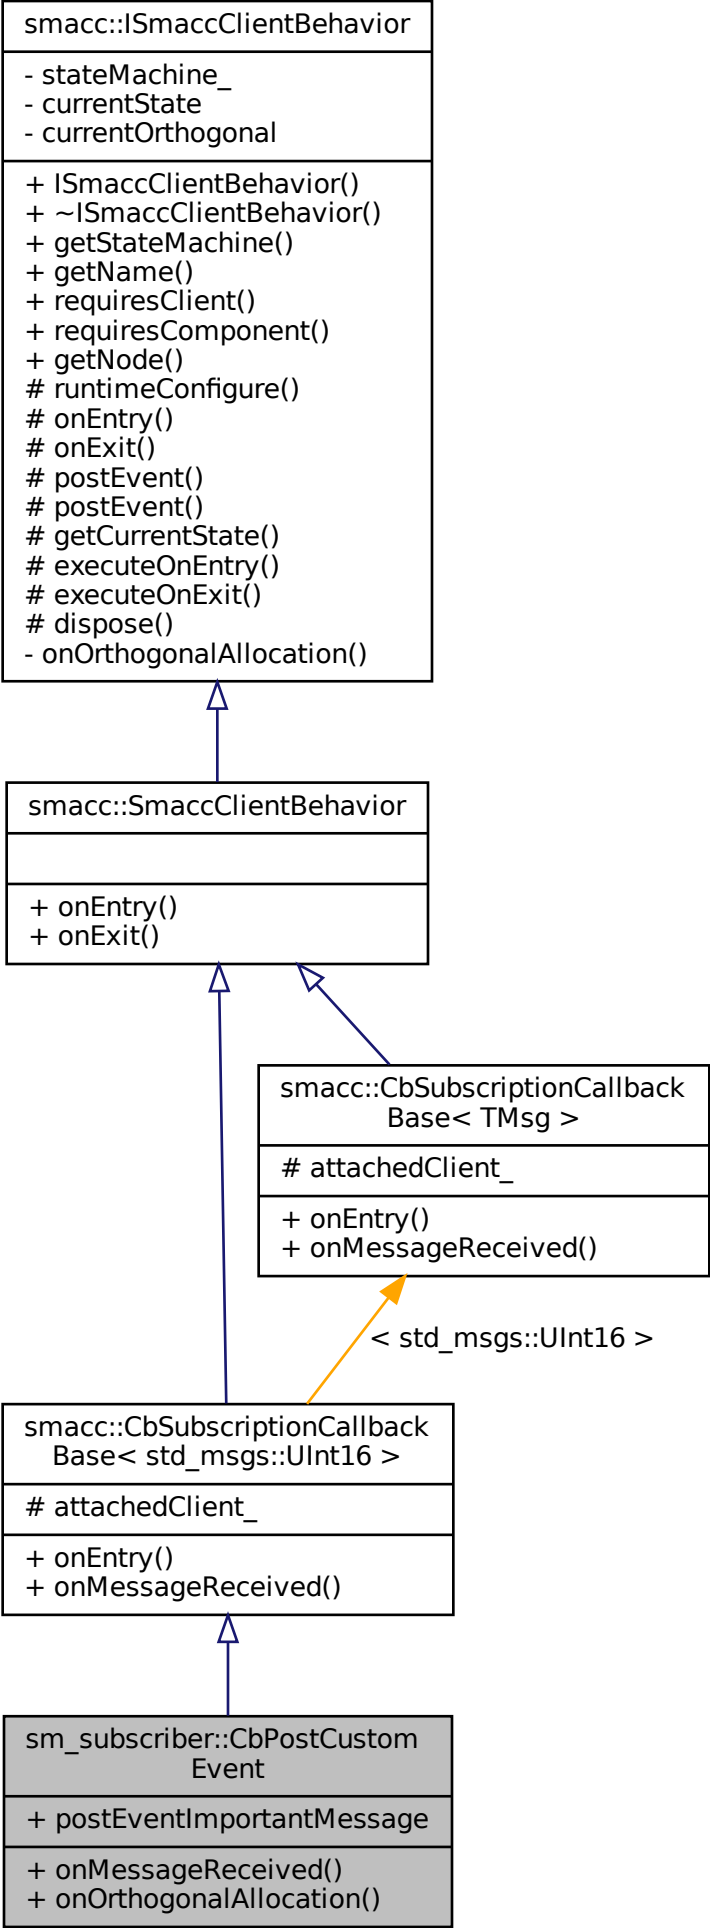 smacc::ISmaccClientBehavior
- stateMachine_
- currentState
- currentOrthogonal
+ ISmaccClientBehavior()
+ ~ISmaccClientBehavior()
+ getStateMachine()
+ getName()
+ requiresClient()
+ requiresComponent()
+ getNode()
# runtimeConfigure()
# onEntry()
# onExit()
# postEvent()
# postEvent()
# getCurrentState()
# executeOnEntry()
# executeOnExit()
# dispose()
- onOrthogonalAllocation()
smacc::SmaccClientBehavior
+ onEntry()
+ onExit()
smacc::CbSubscriptionCallback
Base< TMsg >
# attachedClient_
+ onEntry()
+ onMessageReceived()
< std_msgs::UInt16 >
smacc::CbSubscriptionCallback
Base< std_msgs::UInt16 >
# attachedClient_
+ onEntry()
+ onMessageReceived()
sm_subscriber::CbPostCustom
Event
+ postEventImportantMessage
+ onMessageReceived()
+ onOrthogonalAllocation()